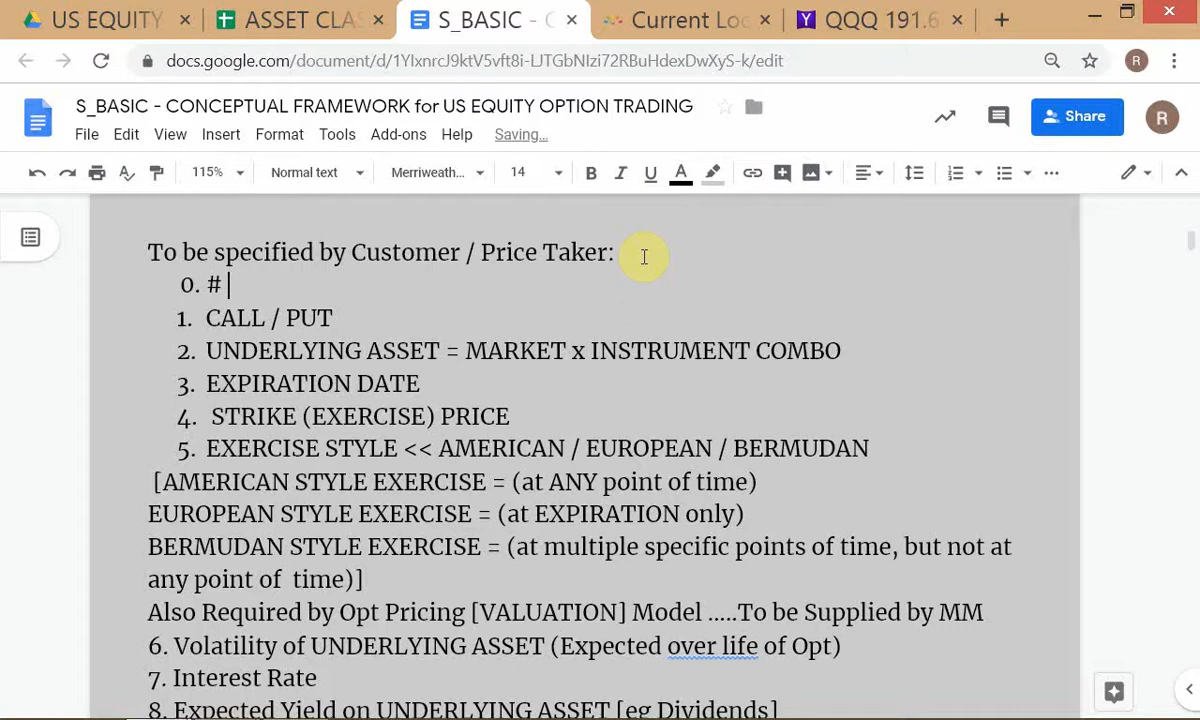 US EQUITY
ASSET CLAS
S_BASIC -
Current Loc
QQQ 191.6
docs.google.com/document/d/1YIxnrcJ9ktV5vft8i-LJTGbNIzi72RBuHdexDwXyS-k/edit
R
S_BASIC - CONCEPTUAL FRAMEWORK for US EQUITY OPTION TRADING
File Edit View Insert Format Tools Add-ons Help Saving...
Share
R
115% Normal text Merriweath... 14 B I U A
To be specified by Customer / Price Taker:
0. #
1. CALL / PUT
2. UNDERLYING ASSET = MARKET x INSTRUMENT COMBO
3. EXPIRATION DATE
4. STRIKE (EXERCISE) PRICE
5. EXERCISE STYLE << AMERICAN / EUROPEAN / BERMUDAN
[AMERICAN STYLE EXERCISE = (at ANY point of time)
EUROPEAN STYLE EXERCISE = (at EXPIRATION only)
BERMUDAN STYLE EXERCISE = (at multiple specific points of time, but not at
any point of time)]
Also Required by Opt Pricing [VALUATION] Model .....To be Supplied by MM
6. Volatility of UNDERLYING ASSET (Expected over life of Opt)
7. Interest Rate
8. Expected Yield on UNDERLYING ASSET [eg Dividends]